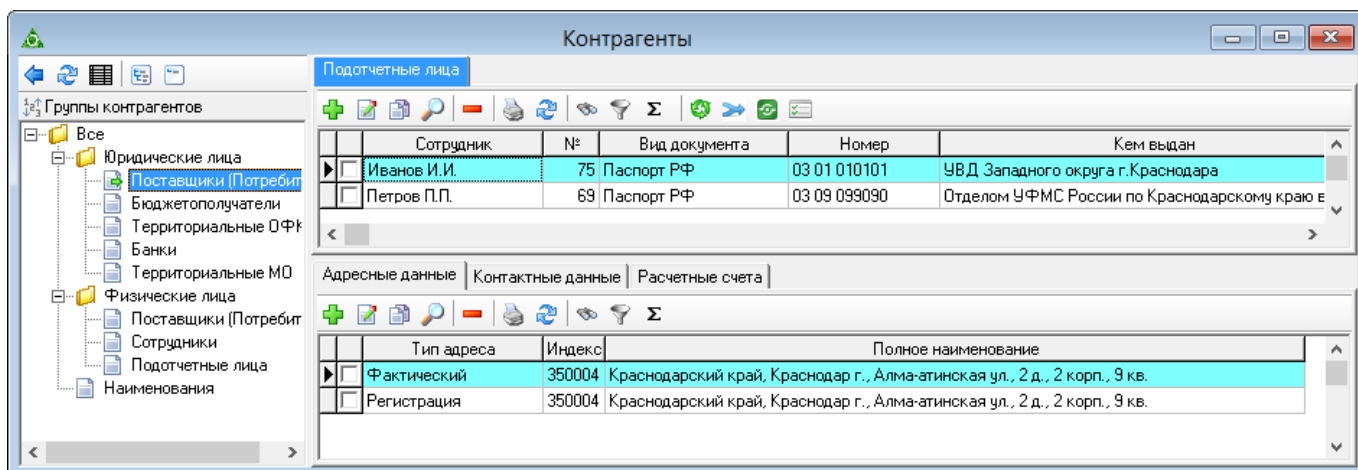 Контрагенты
Группы контрагентов
Все
Юридические лица
Поставщики (Потребит
Бюджетополучатели
Территориальные ОФК
Банки
Территориальные МО
Физические лица
Поставщики (Потребит
Сотрудники
Подотчетные лица
Наименования
Подотчетные лица
Сотрудник № Вид документа Номер Кем выдан
Иванов И.И. 75 Паспорт РФ 03 01 010101 УВД Западного округа г.Краснодара
Петров П.П. 69 Паспорт РФ 03 09 099090 Отделом УФМС России по Краснодарскому краю в
Адресные данные Контактные данные Расчетные счета
Тип адреса Индекс Полное наименование
Фактический 350004 Краснодарский край, Краснодар г., Алма-атинская ул., 2 д., 2 корп., 9 кв.
Регистрация 350004 Краснодарский край, Краснодар г., Алма-атинская ул., 2 д., 2 корп., 9 кв.